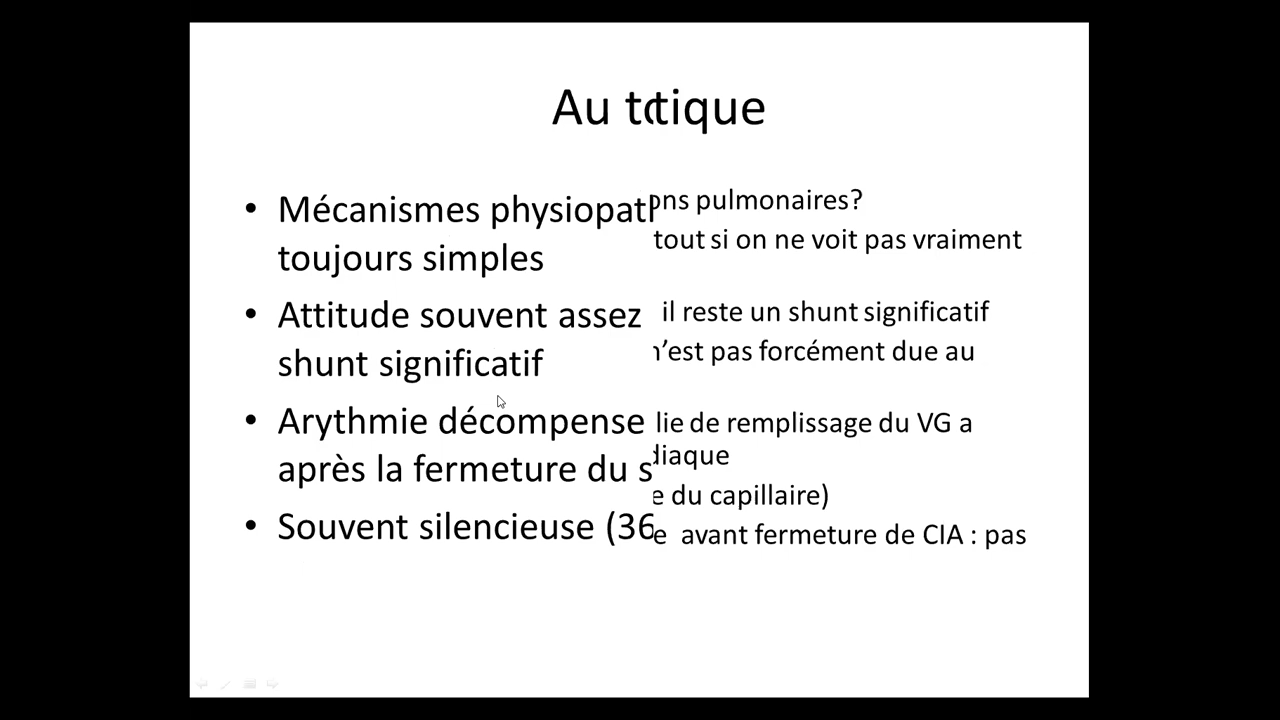 Au t tique
• Mécanismes physiopat
toujours simples
• Attitude souvent assez
shunt significatif
• Arythmie décompense
après la fermeture du s
• Souvent silencieuse (36
ons pulmonaires?
tout si on ne voit pas vraiment
il reste un shunt significatif
n’est pas forcément due au
lie de remplissage du VG a
diaque
e du capillaire)
e avant fermeture de CIA : pas